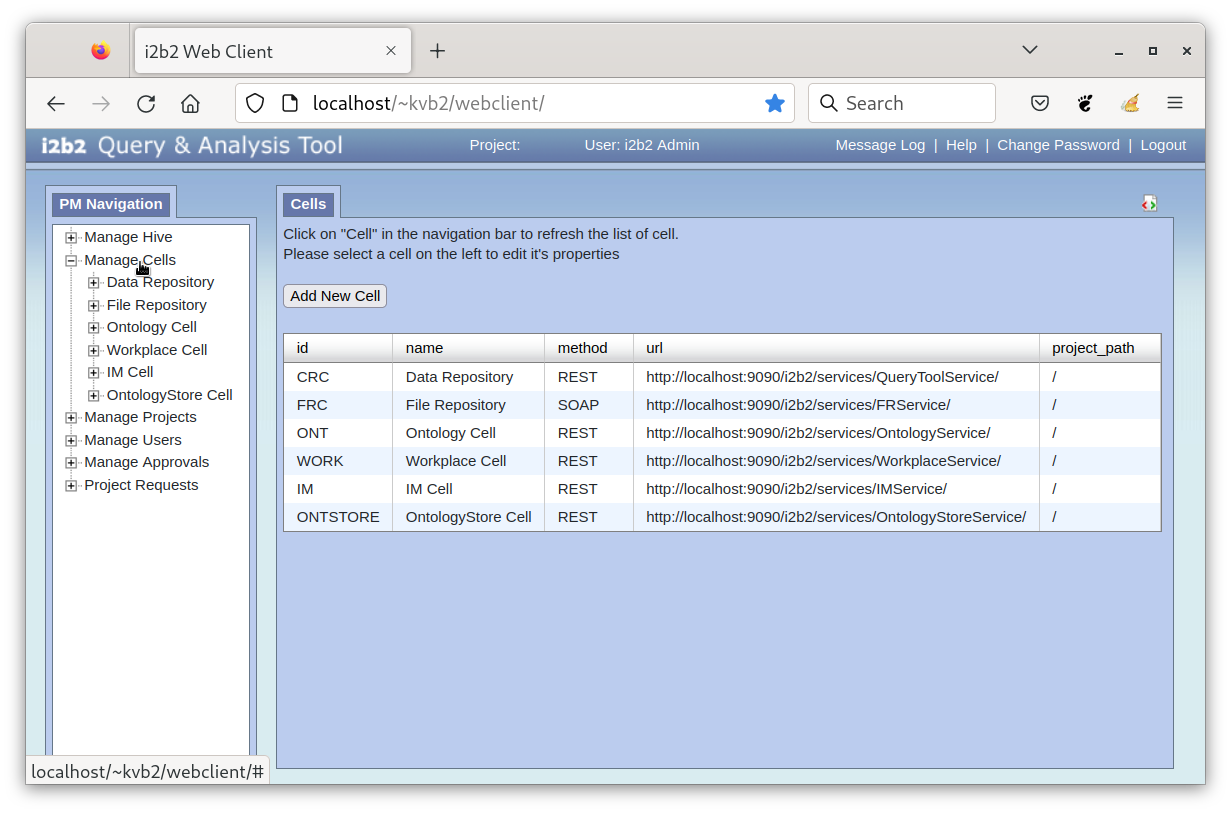 i2b2 Web Client
localhost/~kvb2/webclient/
Search
i2b2 Query & Analysis Tool
Project:
User: i2b2 Admin
Message Log | Help | Change Password | Logout
PM Navigation
Manage Hive
Manage Cells
Data Repository
File Repository
Ontology Cell
Workplace Cell
IM Cell
OntologyStore Cell
Manage Projects
Manage Users
Manage Approvals
Project Requests
Cells
Click on "Cell" in the navigation bar to refresh the list of cell.
Please select a cell on the left to edit it's properties
Add New Cell
id name method url project_path
CRC Data Repository REST http://localhost:9090/i2b2/services/QueryToolService/ /
FRC File Repository SOAP http://localhost:9090/i2b2/services/FRService/ /
ONT Ontology Cell REST http://localhost:9090/i2b2/services/OntologyService/ /
WORK Workplace Cell REST http://localhost:9090/i2b2/services/WorkplaceService/ /
IM IM Cell REST http://localhost:9090/i2b2/services/IMService/ /
ONTSTORE OntologyStore Cell REST http://localhost:9090/i2b2/services/OntologyStoreService/ /
localhost/~kvb2/webclient/#